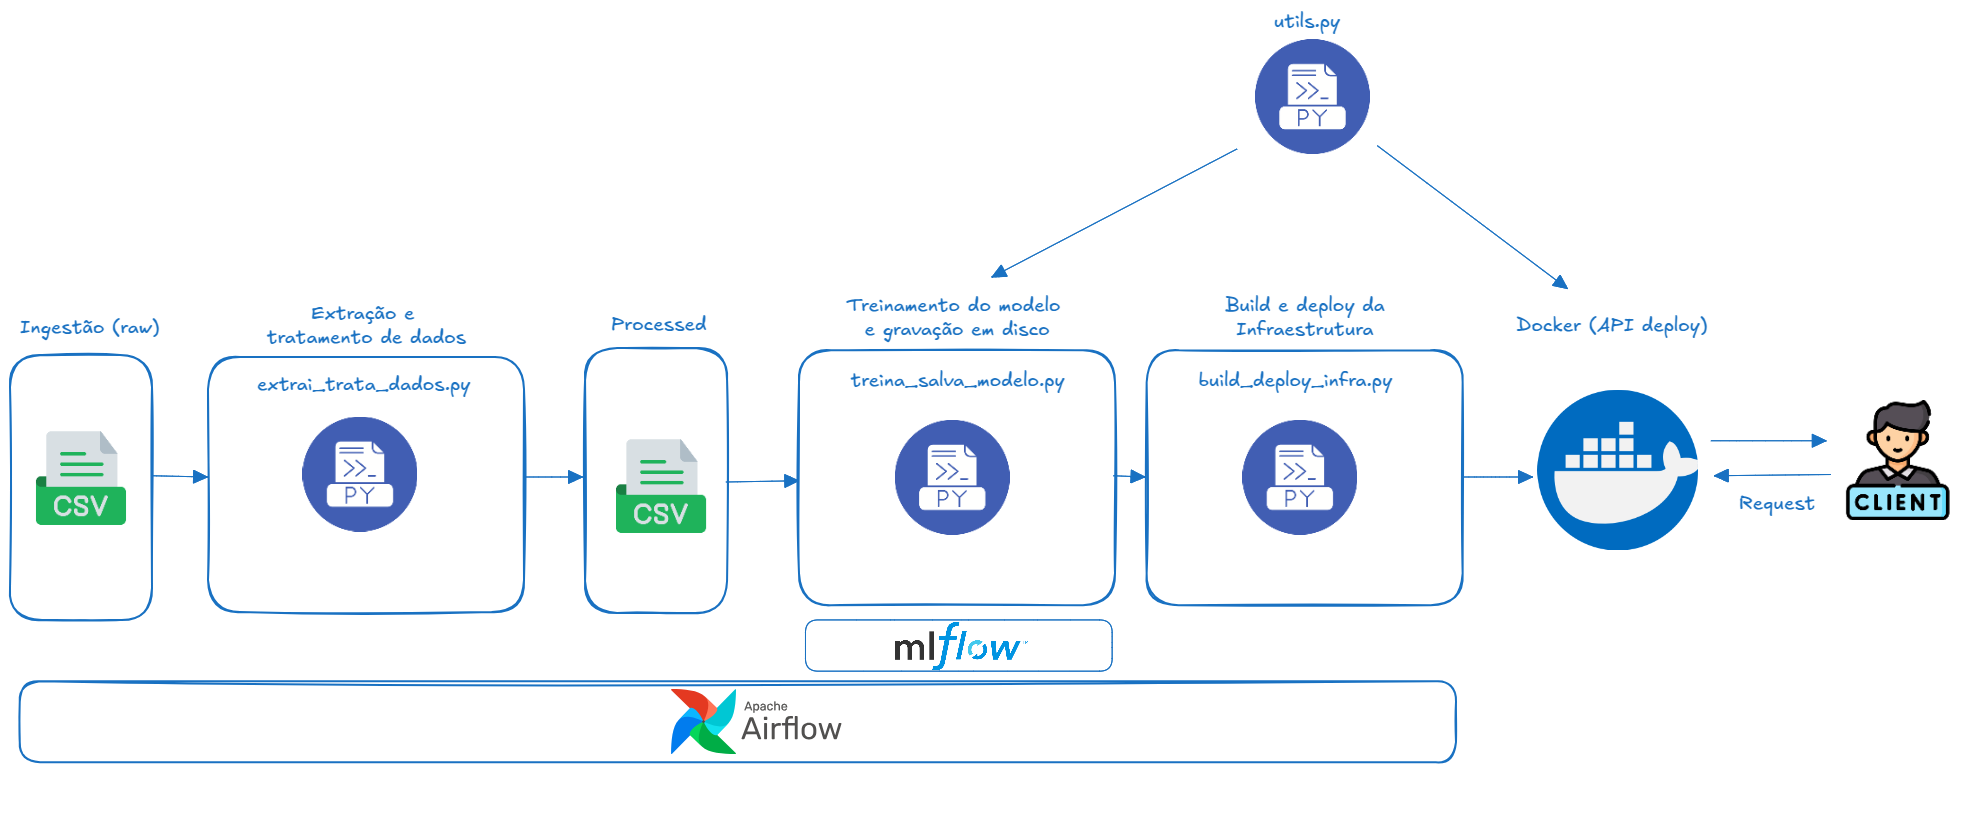 utils.py
PY
Ingestão (raw)
CSV
Extração e
tratamento de dados
extrai_trata_dados.py
PY
Processed
CSV
Treinamento do modelo
e gravação em disco
treina_salva_modelo.py
PY
Build e deploy da
Infraestrutura
build_deploy_infra.py
PY
Docker (API deploy)
Request
CLIENT
mlflow
Apache
Airflow